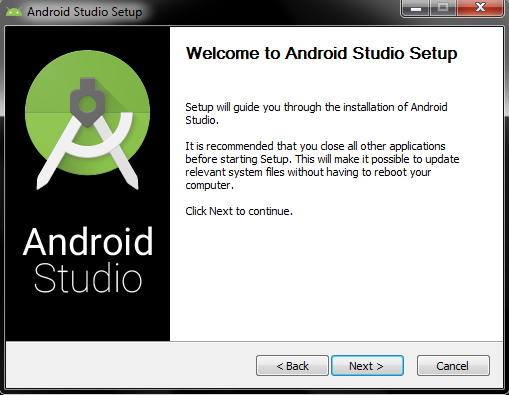 Android Studio Setup
Welcome to Android Studio Setup
Setup will guide you through the installation of Android
Studio.
It is recommended that you close all other applications
before starting Setup. This will make it possible to update
relevant system files without having to reboot your
computer.
Click Next to continue.
Android
Studio
< Back
Next >
Cancel